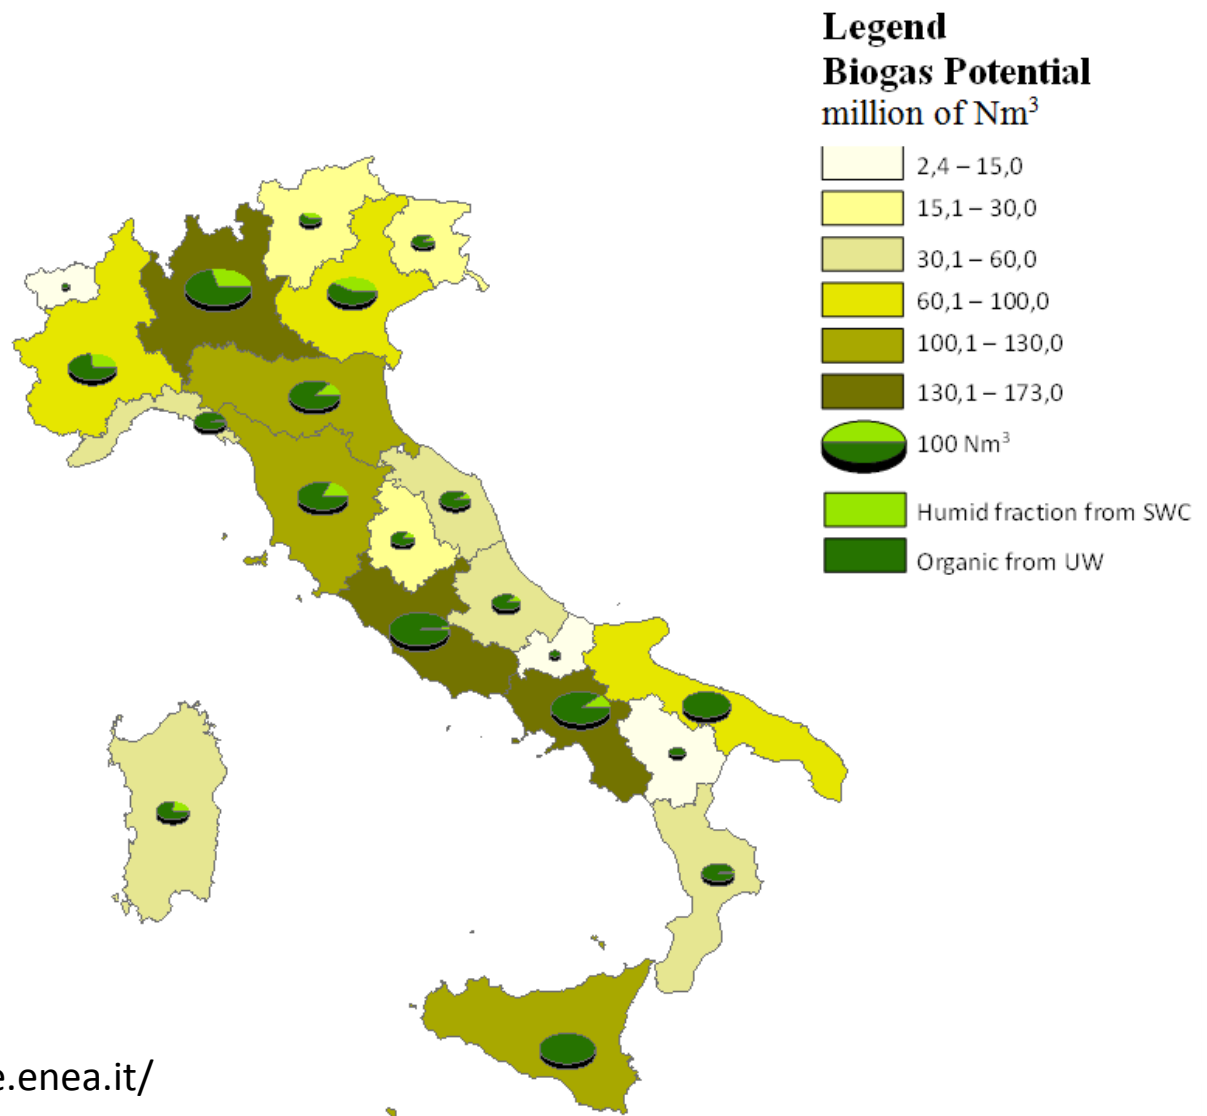 Legend
Biogas Potential
million of Nm³
2,4 – 15,0
15,1 – 30,0
30,1 – 60,0
60,1 – 100,0
100,1 – 130,0
130,1 – 173,0
100 Nm³
Humid fraction from SWC
Organic from UW
e.enea.it/